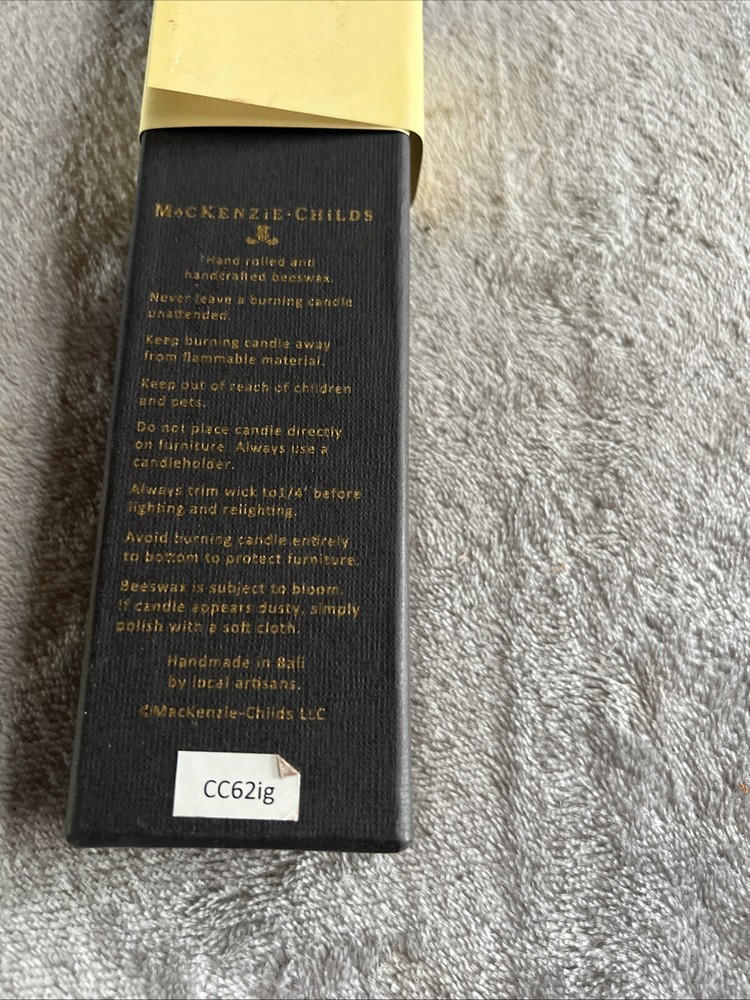 MACKENZIE-CHILDS
Hand rolled and
handcrafted beeswax.
Never leave a burning candle
unattended.
Keep burning candle away
from flammable material.
Keep out of reach of children
and pets.
Do not place candle directly
on furniture. Always use a
candleholder.
Always trim wick to1/4' before
lighting and relighting.
Avoid burning candle entirely
to bottom to protect furniture.
Beeswax is subject to bloom.
If candle appears dusty, simply
polish with a soft cloth.
Handmade in Bali
by local artisans.
©MacKenzie-Childs LLC
CC62ig